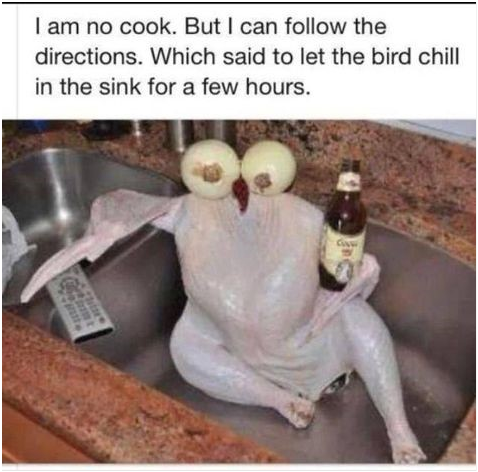 I am no cook. But I can follow the
directions. Which said to let the bird chill
in the sink for a few hours.